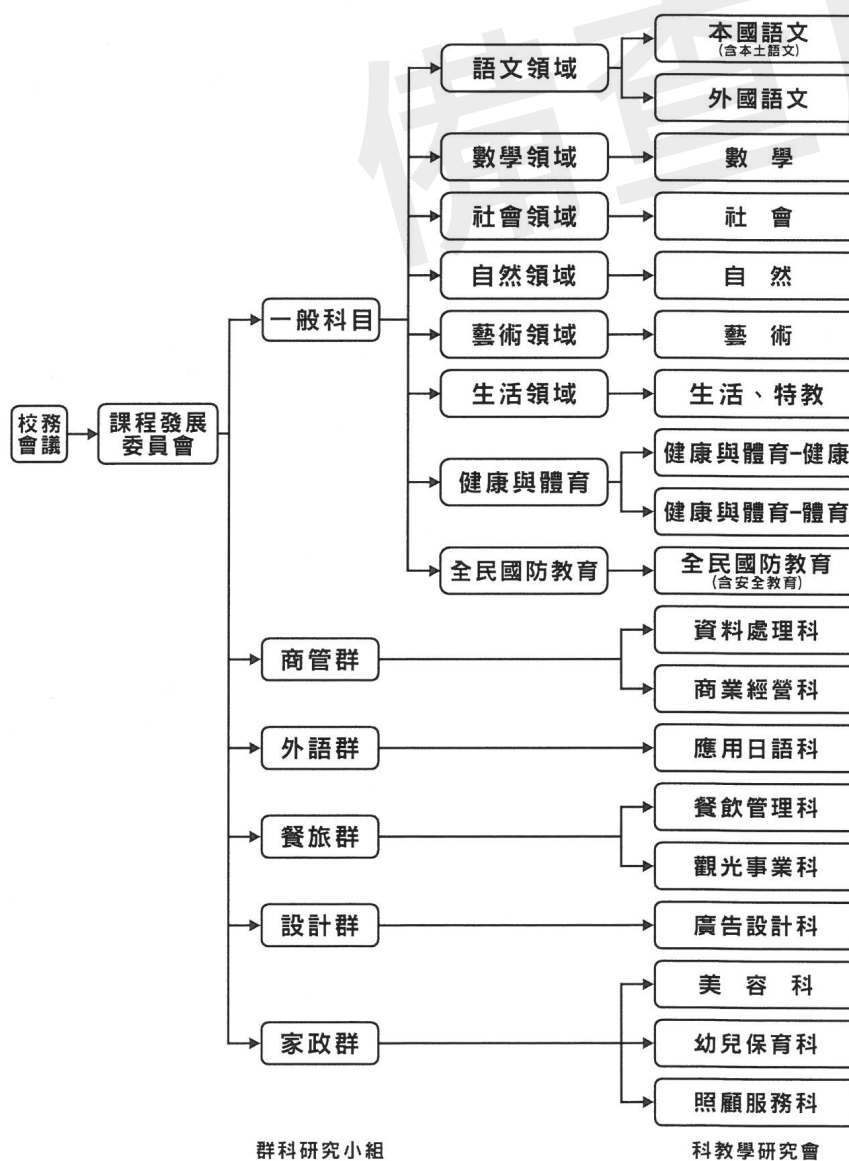 備查
校務
會議
課程發展
委員會
一般科目
語文領域
本國語文
(含本土語文)
外國語文
數學領域
數 學
社會領域
社 會
自然領域
自 然
藝術領域
藝 術
生活領域
生活、特教
健康與體育
健康與體育-健康
健康與體育-體育
全民國防教育
全民國防教育
(含安全教育)
商管群
資料處理科
商業經營科
外語群
應用日語科
餐旅群
餐飲管理科
觀光事業科
設計群
廣告設計科
家政群
美 容 科
幼兒保育科
照顧服務科
群科研究小組
科教學研究會